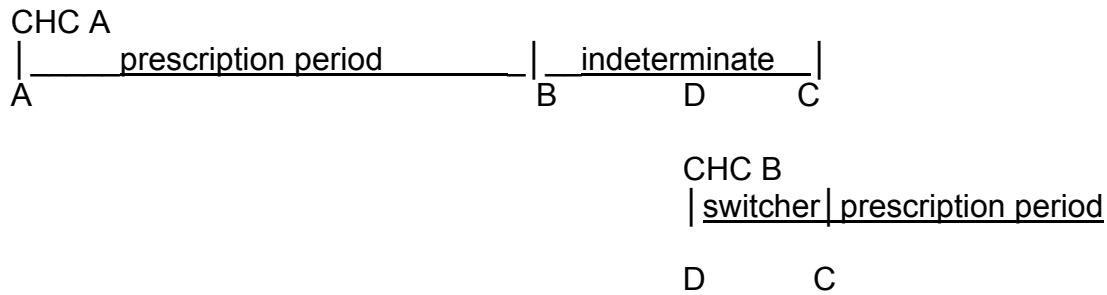 CHC A
prescription period indeterminate
A B D C
CHC B
switcher prescription period
D C